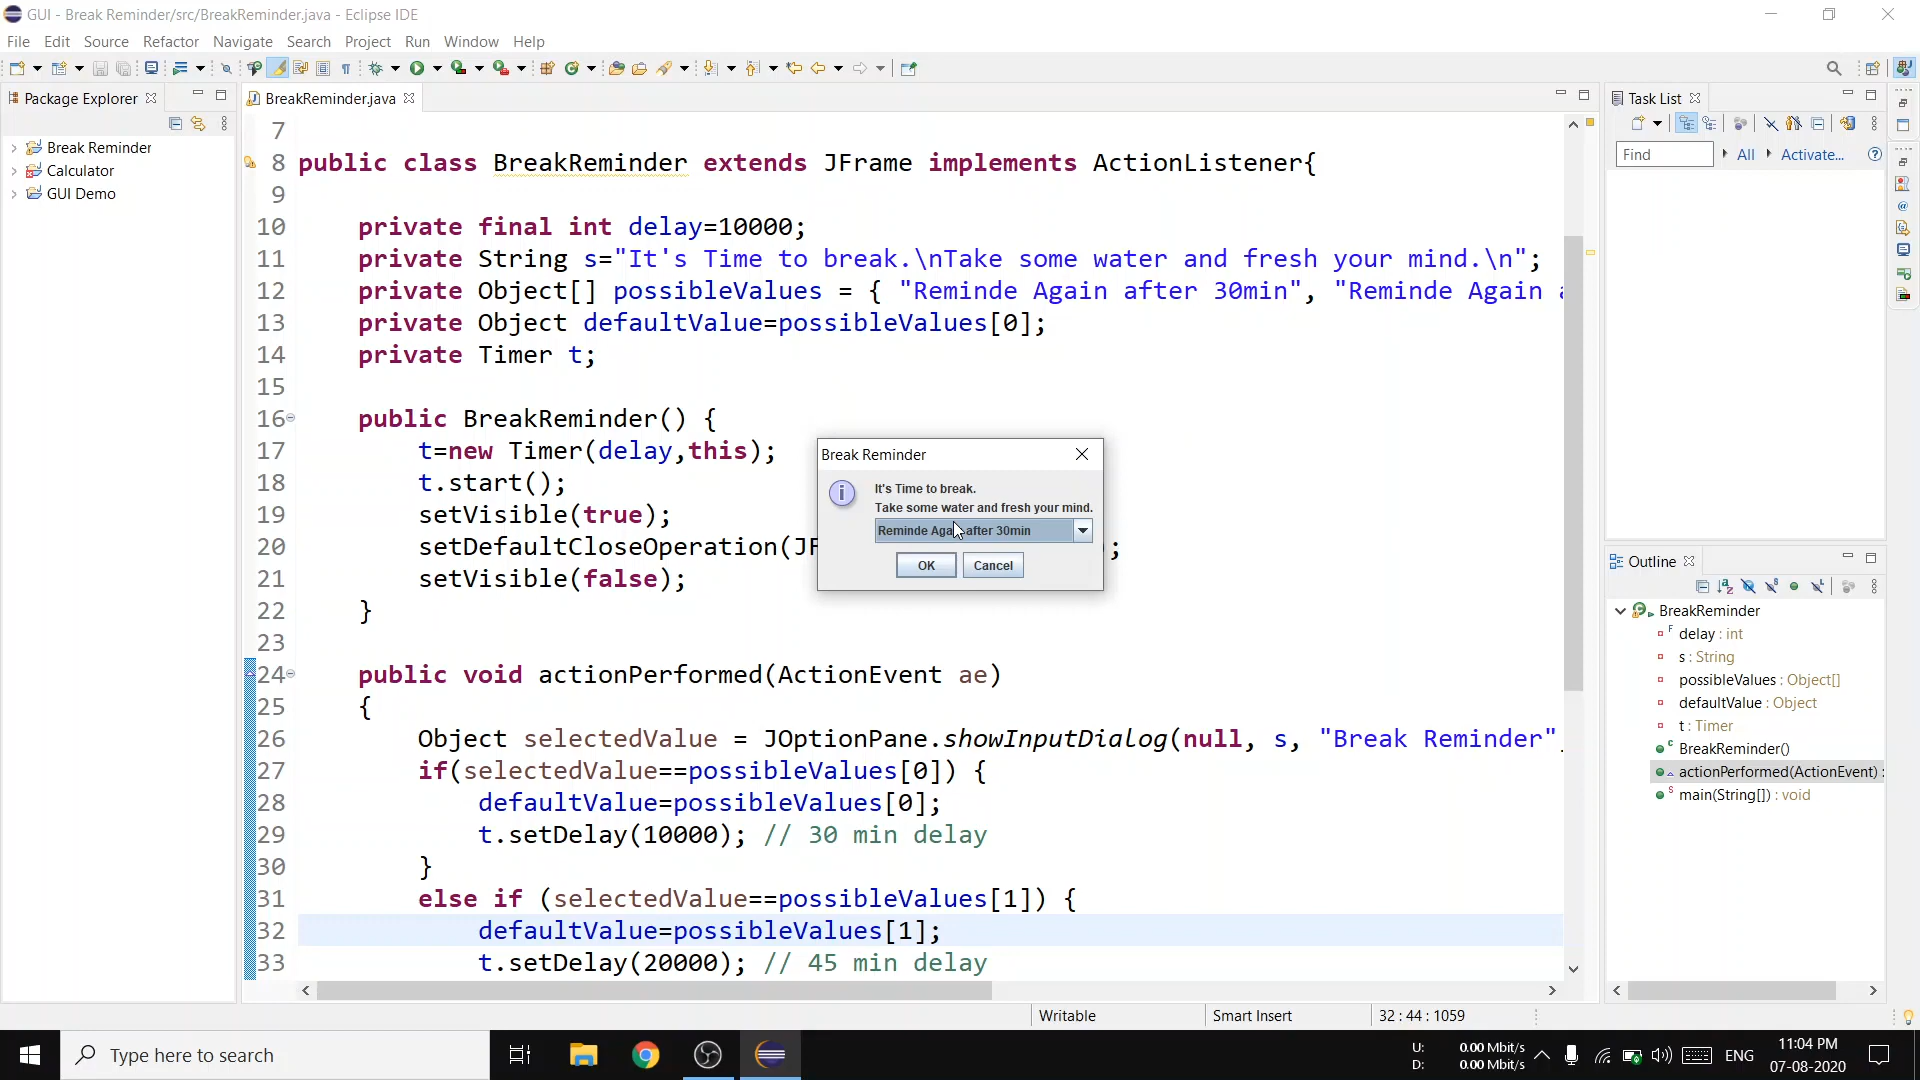 GUI - Break Reminder/src/BreakReminder.java - Eclipse IDE
File Edit Source Refactor Navigate Search Project Run Window Help
Package Explorer
Break Reminder
Calculator
GUI Demo
BreakReminder.java
7
8 public class BreakReminder extends JFrame implements ActionListener{
9
10 private final int delay=10000;
11 private String s="It's Time to break.\nTake some water and fresh your mind.\n";
12 private Object[] possibleValues = { "Reminde Again after 30min", "Reminde Again
13 private Object defaultValue=possibleValues[0];
14 private Timer t;
15
16 public BreakReminder() {
17 t=new Timer(delay,this);
18 t.start();
19 setVisible(true);
20 setDefaultCloseOperation(JF ;
21 setVisible(false);
22 }
23
24 public void actionPerformed(ActionEvent ae)
25 {
26 Object selectedValue = JOptionPane.showInputDialog(null, s, "Break Reminder"
27 if(selectedValue==possibleValues[0]) {
28 defaultValue=possibleValues[0];
29 t.setDelay(10000); // 30 min delay
30 }
31 else if (selectedValue==possibleValues[1]) {
32 defaultValue=possibleValues[1];
33 t.setDelay(20000); // 45 min delay
Break Reminder
It's Time to break.
Take some water and fresh your mind.
Reminde Again after 30min
OK Cancel
Task List
Find All Activate...
Outline
BreakReminder
delay : int
s : String
possibleValues : Object[]
defaultValue : Object
t : Timer
BreakReminder()
actionPerformed(ActionEvent) :
main(String[]) : void
Writable Smart Insert 32 : 44 : 1059
Type here to search
U: 0.00 Mbit/s
D: 0.00 Mbit/s
ENG
11:04 PM
07-08-2020